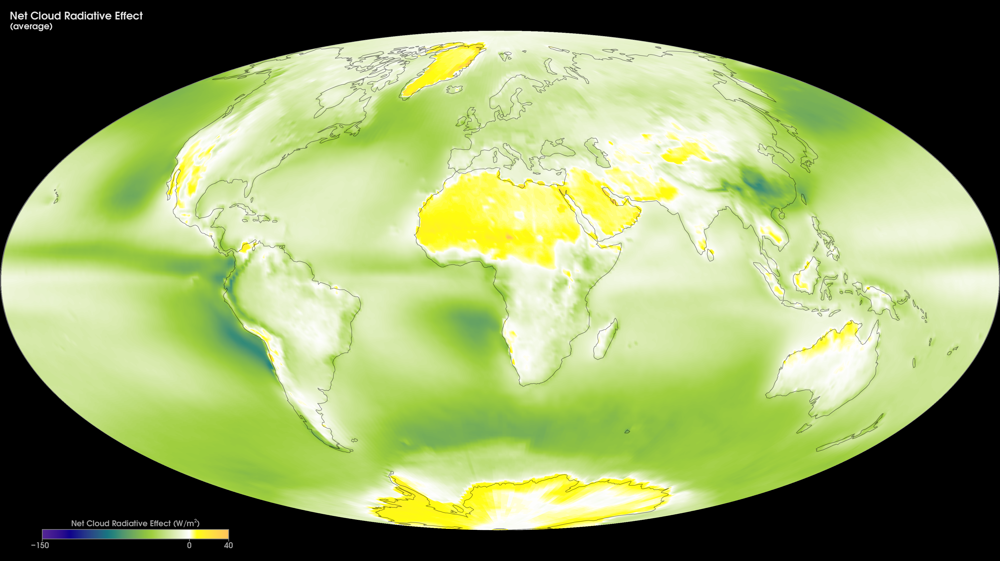 Net Cloud Radiative Effect
(average)
Net Cloud Radiative Effect (W/m²)
−150 0 40